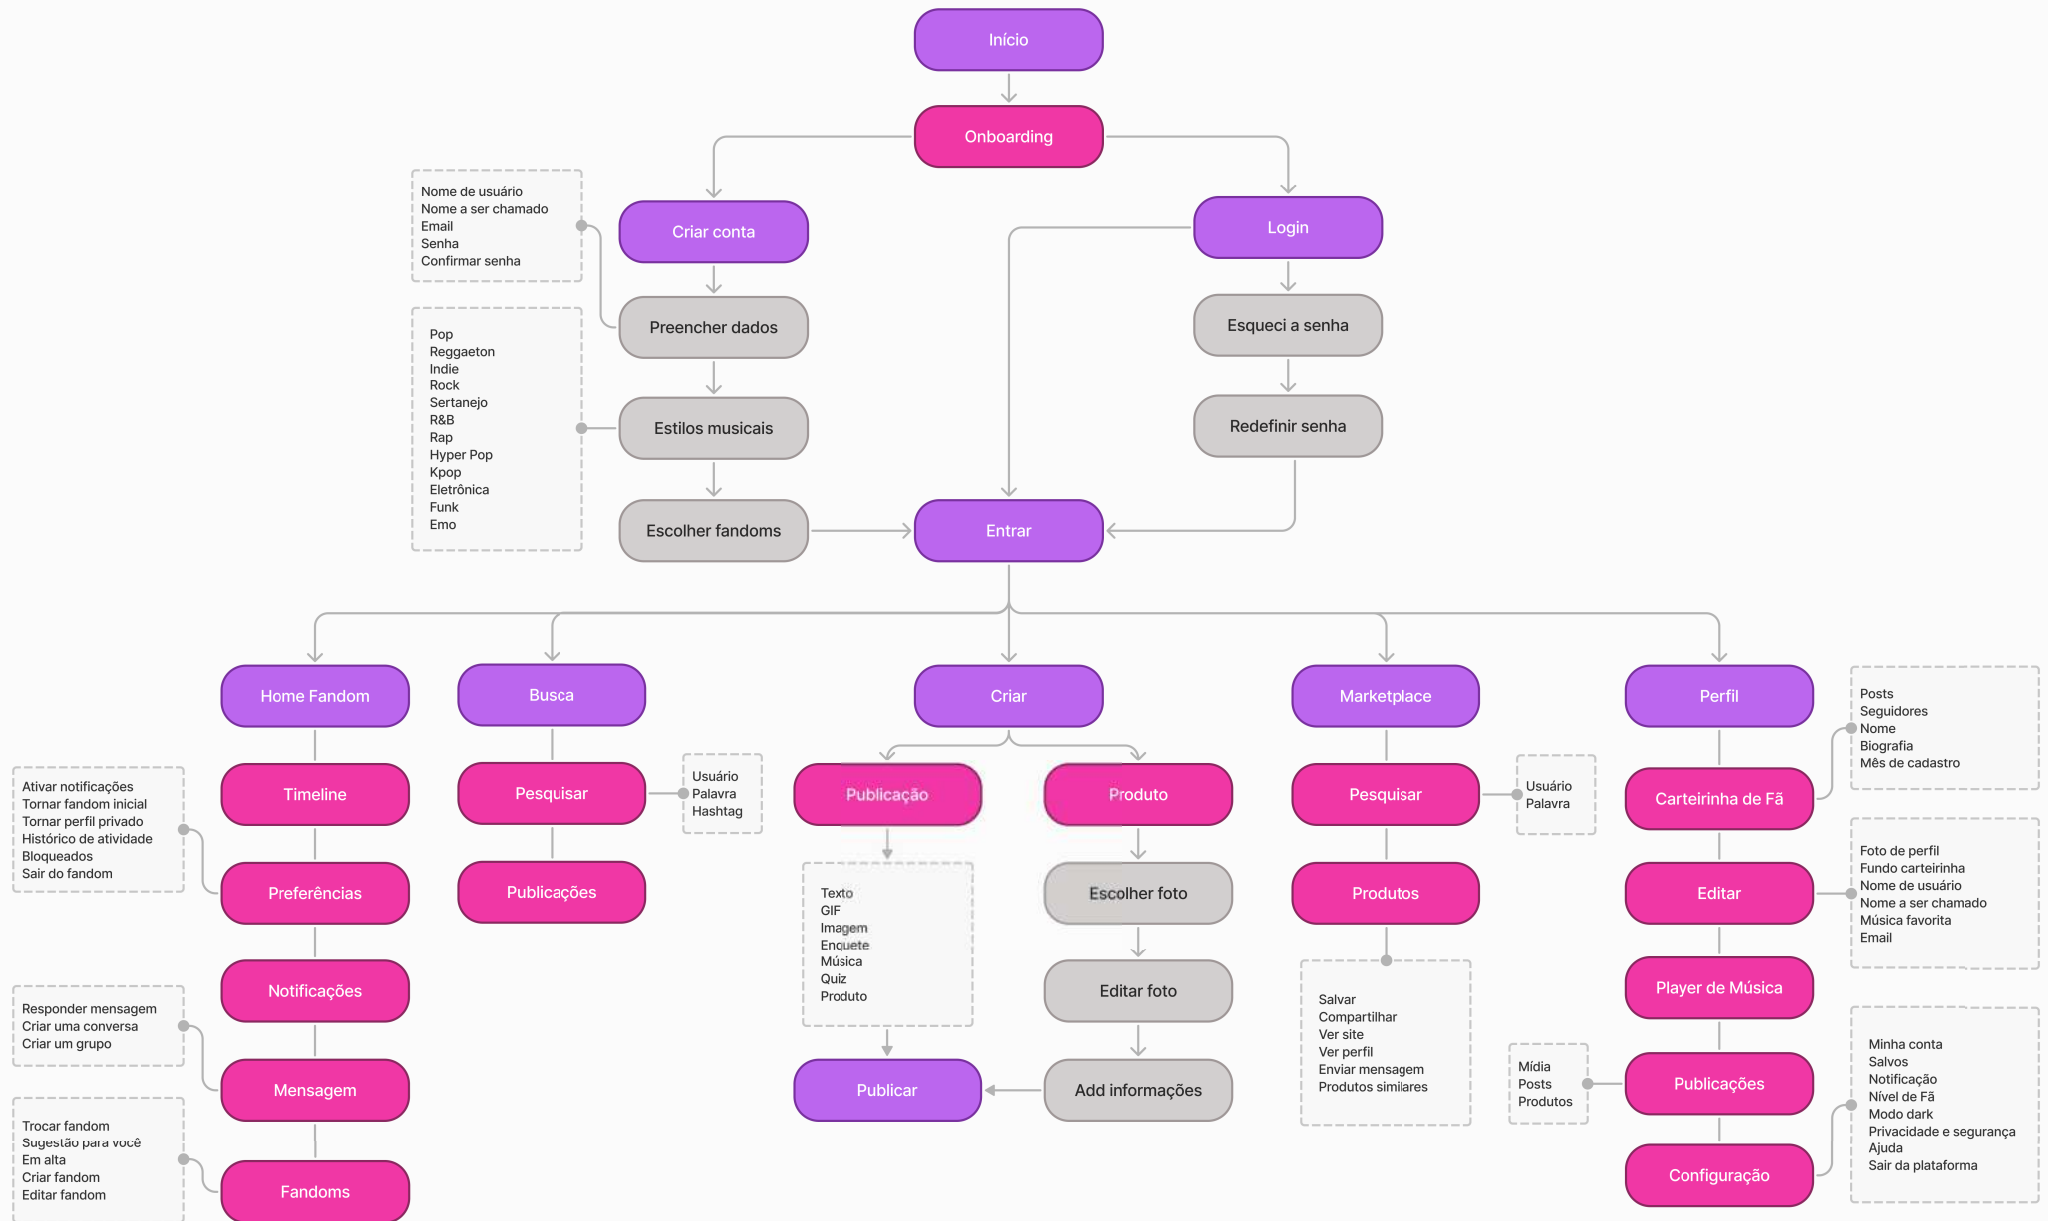 Início
Onboarding
Nome de usuário
Nome a ser chamado
Email
Senha
Confirmar senha
Criar conta
Login
Preencher dados
Esqueci a senha
Pop
Reggaeton
Indie
Rock
Sertanejo
R&B
Rap
Hyper Pop
Kpop
Eletrônica
Funk
Emo
Estilos musicais
Redefinir senha
Escolher fandoms
Entrar
Home Fandom
Busca
Criar
Marketplace
Perfil
Posts
Seguidores
Nome
Biografia
Mês de cadastro
Timeline
Pesquisar
Usuário
Palavra
Hashtag
Publicação
Produto
Pesquisar
Usuário
Palavra
Carteirinha de Fã
Ativar notificações
Tornar fandom inicial
Tornar perfil privado
Histórico de atividade
Bloqueados
Sair do fandom
Preferências
Publicações
Texto
GIF
Imagem
Enquete
Música
Quiz
Produto
Escolher foto
Produtos
Editar
Foto de perfil
Fundo carteirinha
Nome de usuário
Nome a ser chamado
Música favorita
Email
Notificações
Editar foto
Salvar
Compartilhar
Ver site
Ver perfil
Enviar mensagem
Produtos similares
Player de Música
Responder mensagem
Criar uma conversa
Criar um grupo
Mensagem
Publicar
Add informações
Mídia
Posts
Produtos
Publicações
Minha conta
Salvos
Notificação
Nível de Fã
Modo dark
Privacidade e segurança
Ajuda
Sair da plataforma
Trocar fandom
Sugestão para você
Em alta
Criar fandom
Editar fandom
Fandoms
Configuração